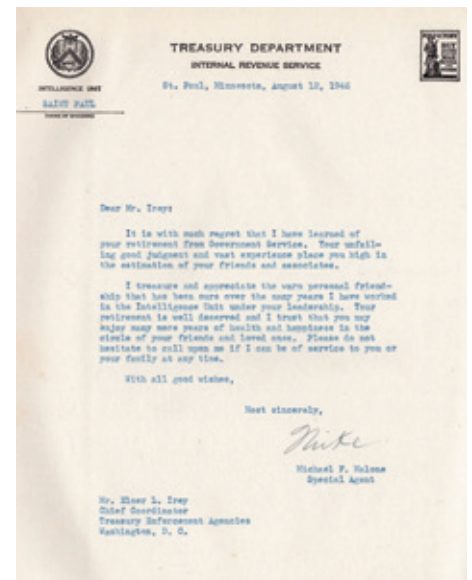 TREASURY DEPARTMENT
INTERNAL REVENUE SERVICE
INTELLIGENCE UNIT
SAINT PAUL
St. Paul, Minnesota, August 12, 1946
Dear Mr. Irey:
It is with much regret that I have learned of
your retirement from Government Service. Your unfail-
ing good judgment and vast experience place you high in
the estimation of your friends and associates.
I treasure and appreciate the warm personal friend-
ship that has been ours over the many years I have worked
in the Intelligence Unit under your leadership. Your
retirement is well deserved and I trust that you may
enjoy many more years of health and happiness in the
circle of your friends and loved ones. Please do not
hesitate to call upon me if I can be of service to you or
your family at any time.
With all good wishes,
Most sincerely,
Mike
Michael F. Malone
Special Agent
Mr. Elmer L. Irey
Chief Coordinator
Treasury Enforcement Agencies
Washington, D. C.